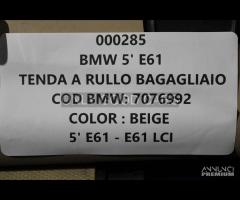 000285
BMW 5' E61
TENDA A RULLO BAGAGLIAIO
COD BMW: 7076992
COLOR : BEIGE
5' E61 - E61 LCI
ANNUNCI
PREMIUM